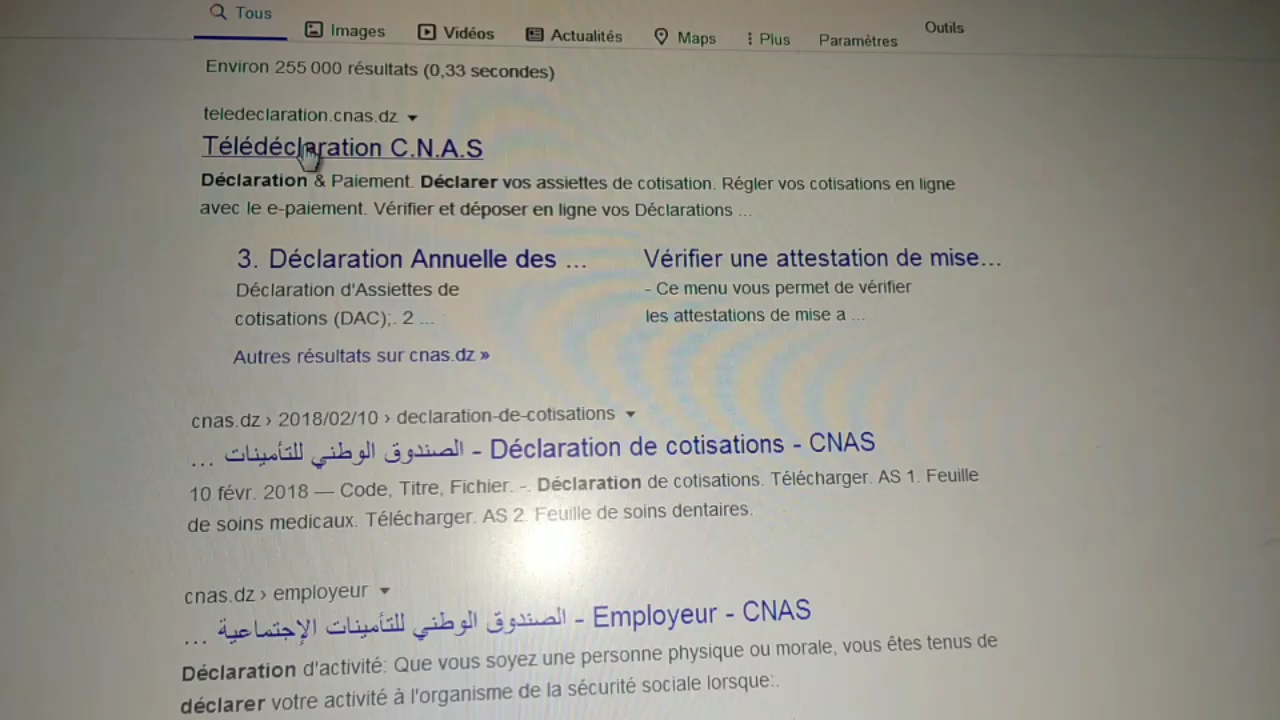 Tous
Images
Vidéos
Actualités
Maps
Plus
Paramètres
Outils
Environ 255 000 résultats (0,33 secondes)
teledeclaration.cnas.dz
Télédéclaration C.N.A.S
Déclaration & Paiement. Déclarer vos assiettes de cotisation. Régler vos cotisations en ligne
avec le e-paiement. Vérifier et déposer en ligne vos Déclarations ...
3. Déclaration Annuelle des ...
Déclaration d'Assiettes de
cotisations (DAC);. 2 ...
Vérifier une attestation de mise...
- Ce menu vous permet de vérifier
les attestations de mise a ...
Autres résultats sur cnas.dz »
cnas.dz › 2018/02/10 › declaration-de-cotisations
... الصندوق الوطني للتأمينات - Déclaration de cotisations - CNAS
10 févr. 2018 — Code, Titre, Fichier. -. Déclaration de cotisations. Télécharger. AS 1. Feuille
de soins medicaux. Télécharger. AS 2. Feuille de soins dentaires.
cnas.dz › employeur
... الصندوق الوطني للتأمينات الإجتماعية - Employeur - CNAS
Déclaration d'activité: Que vous soyez une personne physique ou morale, vous êtes tenus de
déclarer votre activité à l'organisme de la sécurité sociale lorsque:.